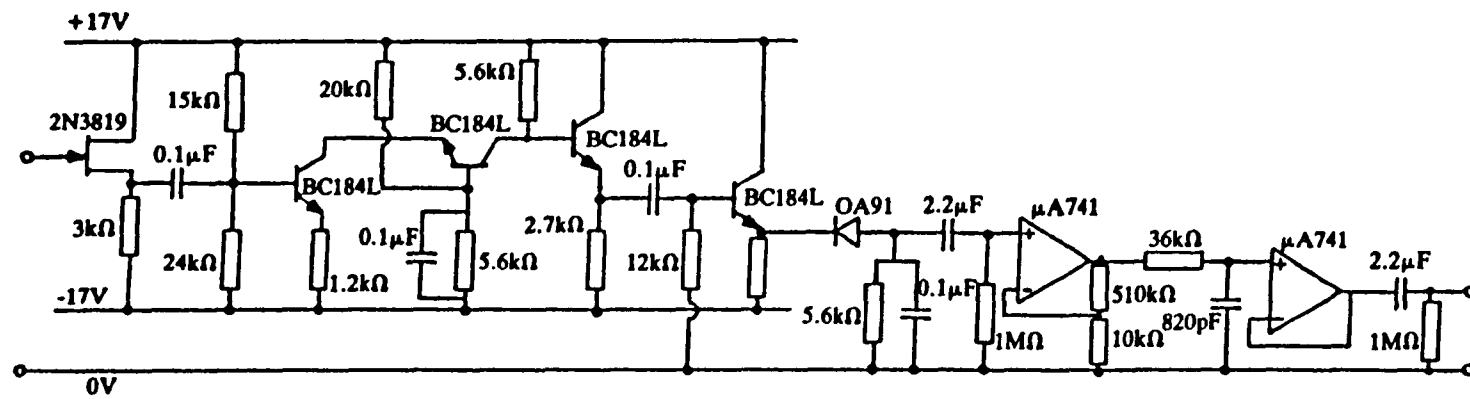 +17V
2N3819
3kΩ
0.1μF
15kΩ
24kΩ
BC184L
1.2kΩ
20kΩ
BC184L
0.1μF
5.6kΩ
5.6kΩ
BC184L
2.7kΩ
0.1μF
12kΩ
BC184L
OA91
5.6kΩ
0.1μF
2.2μF
1MΩ
μA741
+
-
510kΩ
10kΩ
36kΩ
820pF
μA741
+
-
2.2μF
1MΩ
-17V
0V